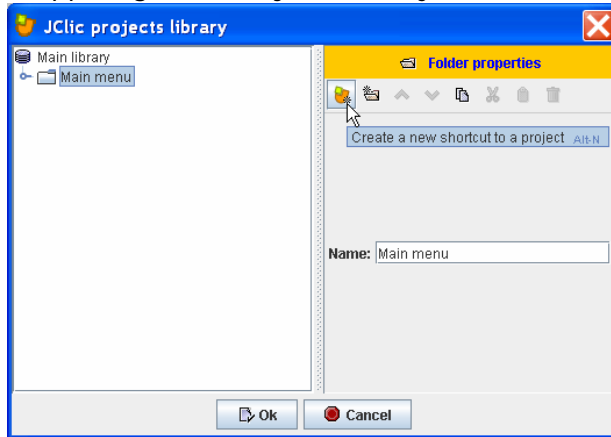 JClic projects library
Main library
Main menu
Folder properties
Create a new shortcut to a project Alt-N
Name: Main menu
Ok
Cancel